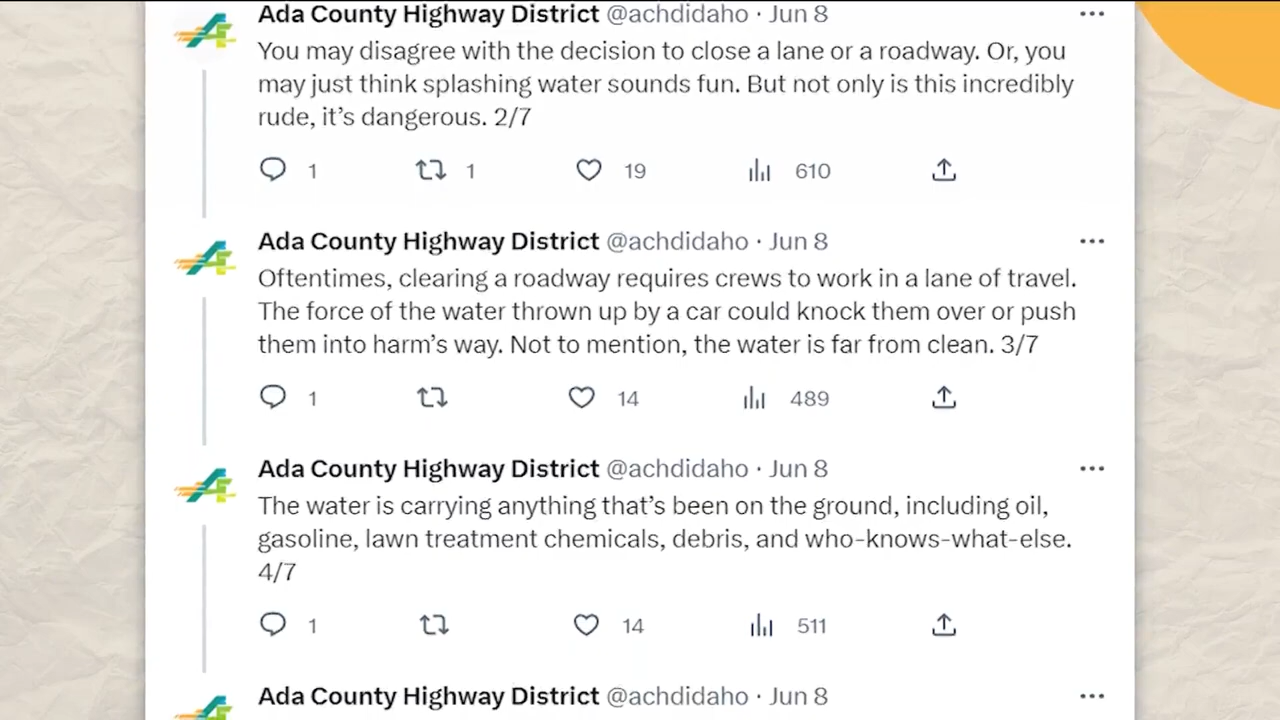 Ada County Highway District @achdidaho · Jun 8
You may disagree with the decision to close a lane or a roadway. Or, you
may just think splashing water sounds fun. But not only is this incredibly
rude, it’s dangerous. 2/7
1 1 19 610
Ada County Highway District @achdidaho · Jun 8
Oftentimes, clearing a roadway requires crews to work in a lane of travel.
The force of the water thrown up by a car could knock them over or push
them into harm’s way. Not to mention, the water is far from clean. 3/7
1 14 489
Ada County Highway District @achdidaho · Jun 8
The water is carrying anything that’s been on the ground, including oil,
gasoline, lawn treatment chemicals, debris, and who-knows-what-else.
4/7
1 14 511
Ada County Highway District @achdidaho · Jun 8